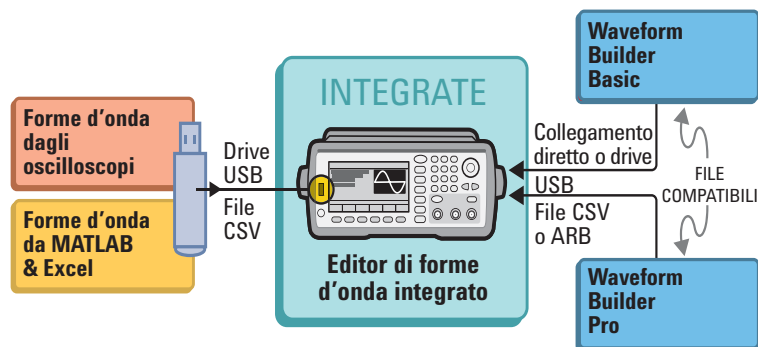 Forme d'onda
dagli
oscilloscopi
Forme d'onda
da MATLAB
& Excel
Drive
USB
File
CSV
INTEGRATE
Editor di forme
d'onda integrato
Collegamento
diretto o drive
USB
File CSV
o ARB
Waveform
Builder
Basic
FILE
COMPATIBILI
Waveform
Builder
Pro